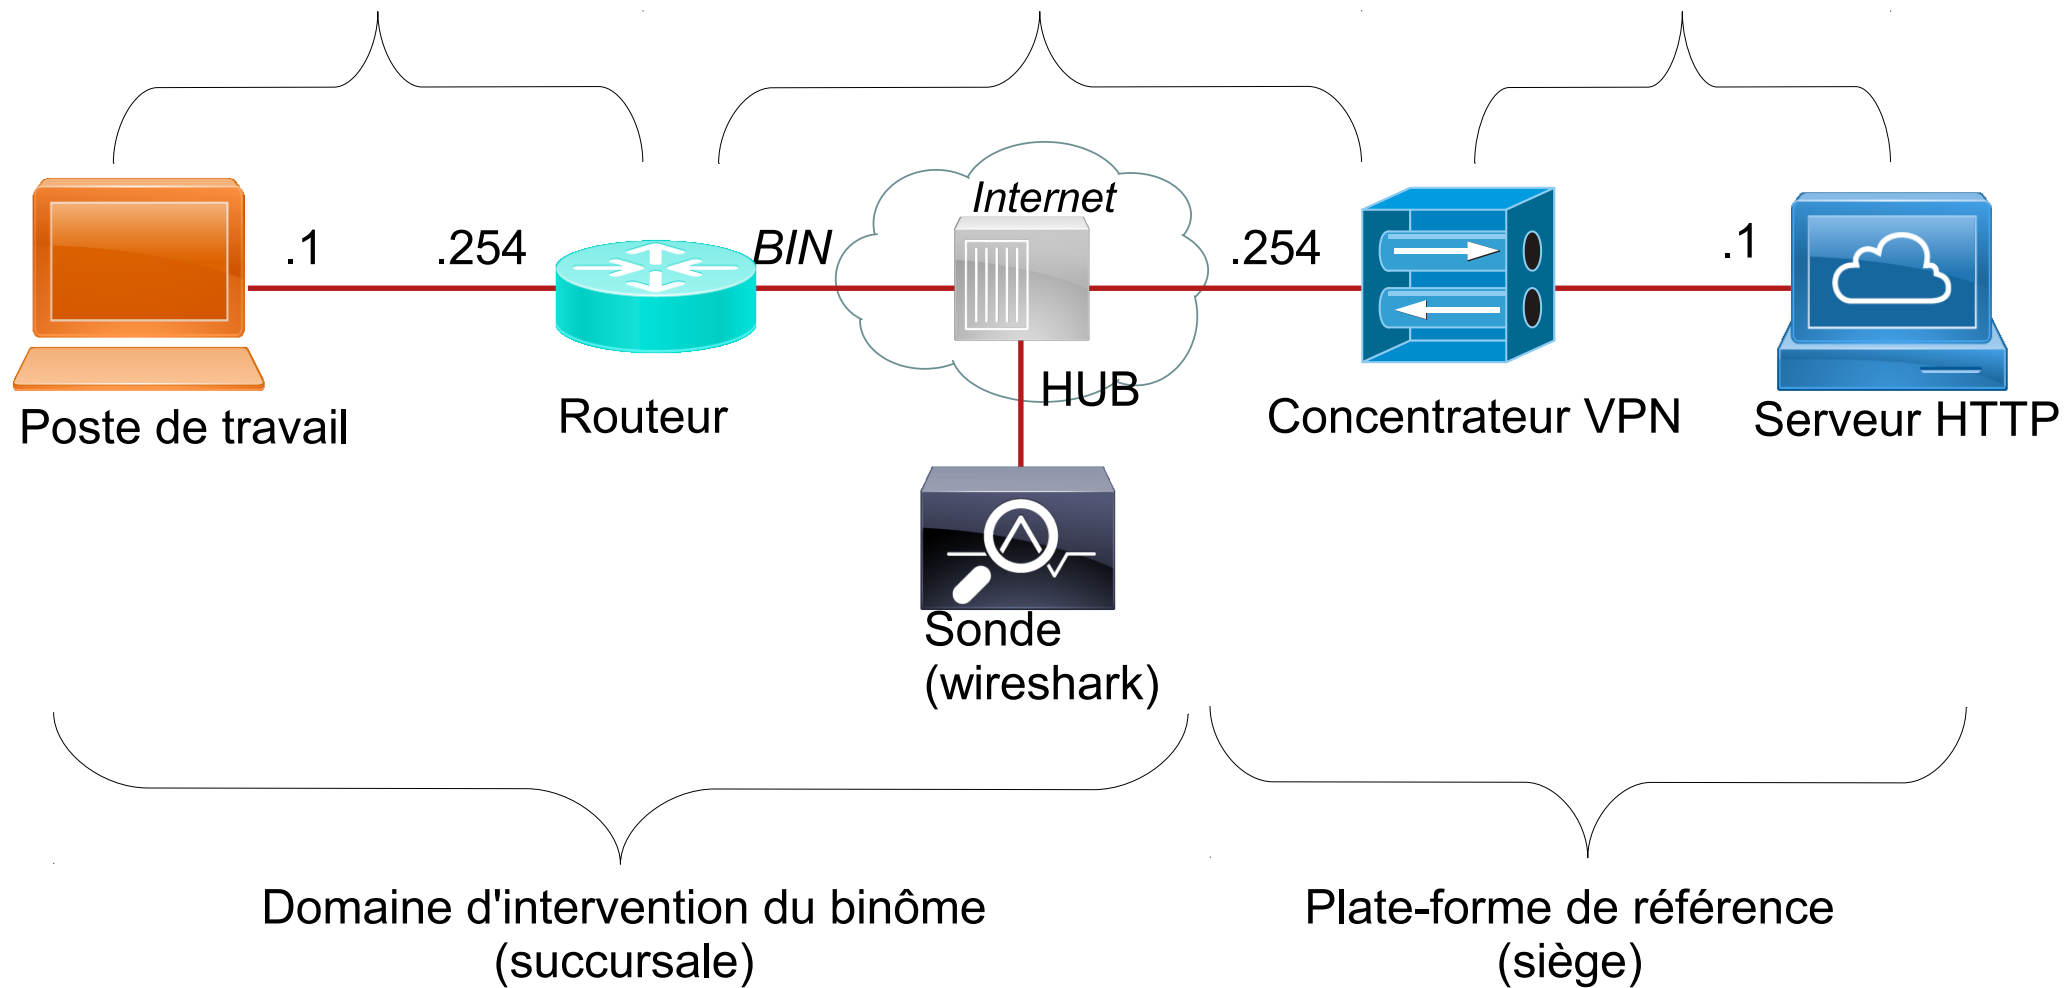 Internet
.1
.254
BIN
.254
.1
HUB
Poste de travail
Routeur
Concentrateur VPN
Serveur HTTP
Sonde
(wireshark)
Domaine d'intervention du binôme
(succursale)
Plate-forme de référence
(siège)